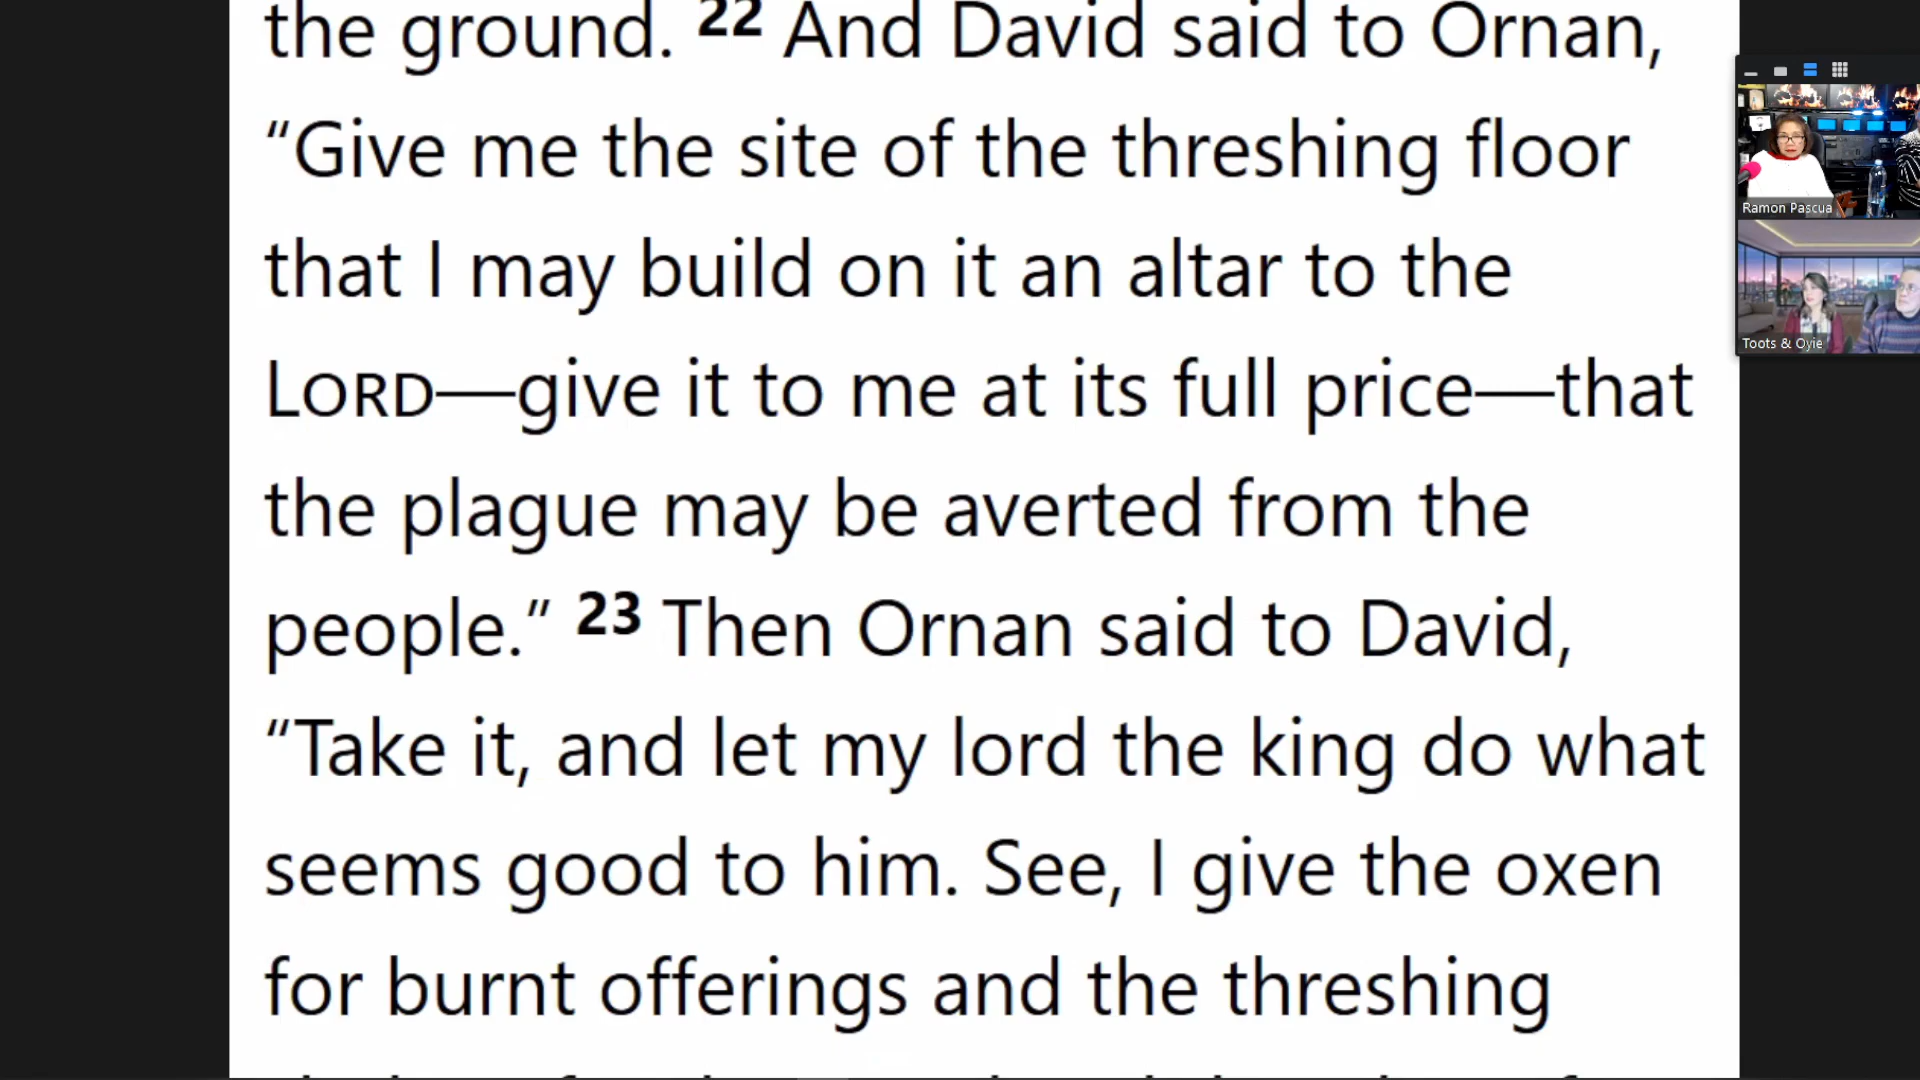 the ground. 22 And David said to Ornan,
“Give me the site of the threshing floor
that I may build on it an altar to the
LORD—give it to me at its full price—that
the plague may be averted from the
people.” 23 Then Ornan said to David,
“Take it, and let my lord the king do what
seems good to him. See, I give the oxen
for burnt offerings and the threshing
Ramon Pascua
Toots & Oyie